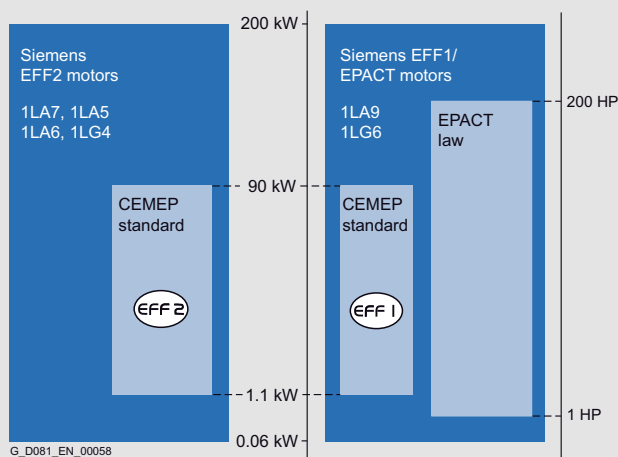 200 kW
HP
Siemens
EFF2 motors
1LA7, 1LA5
1LA6, 1LG4
Siemens EFF1/
EPACT motors
1LA9
1LG6
200 HP
EPACT
law
90 kW
CEMEP
standard
EFF 2
CEMEP
standard
EFF 1
1.1 kW
1 HP
0.06 kW
G_D081_EN_00058